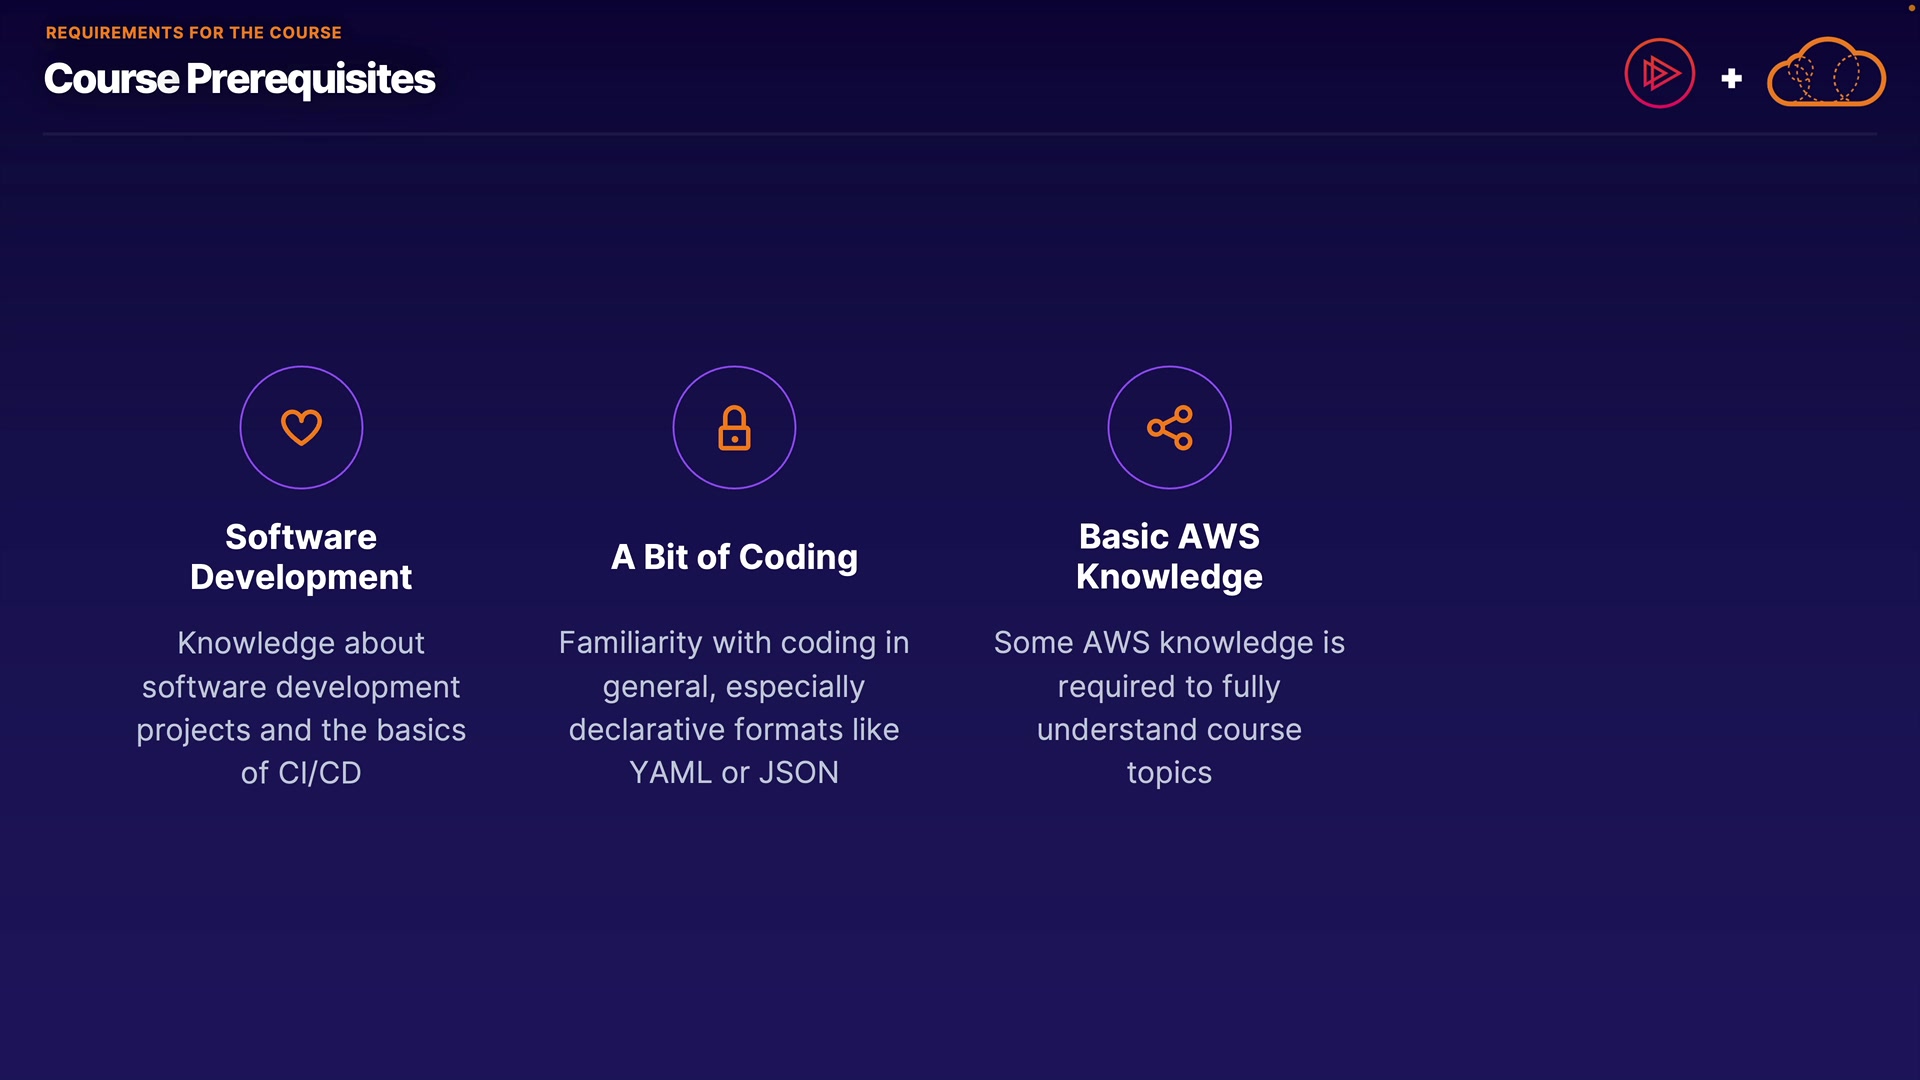 REQUIREMENTS FOR THE COURSE
Course Prerequisites
Software
Development
Knowledge about
software development
projects and the basics
of CI/CD
A Bit of Coding
Familiarity with coding in
general, especially
declarative formats like
YAML or JSON
Basic AWS
Knowledge
Some AWS knowledge is
required to fully
understand course
topics